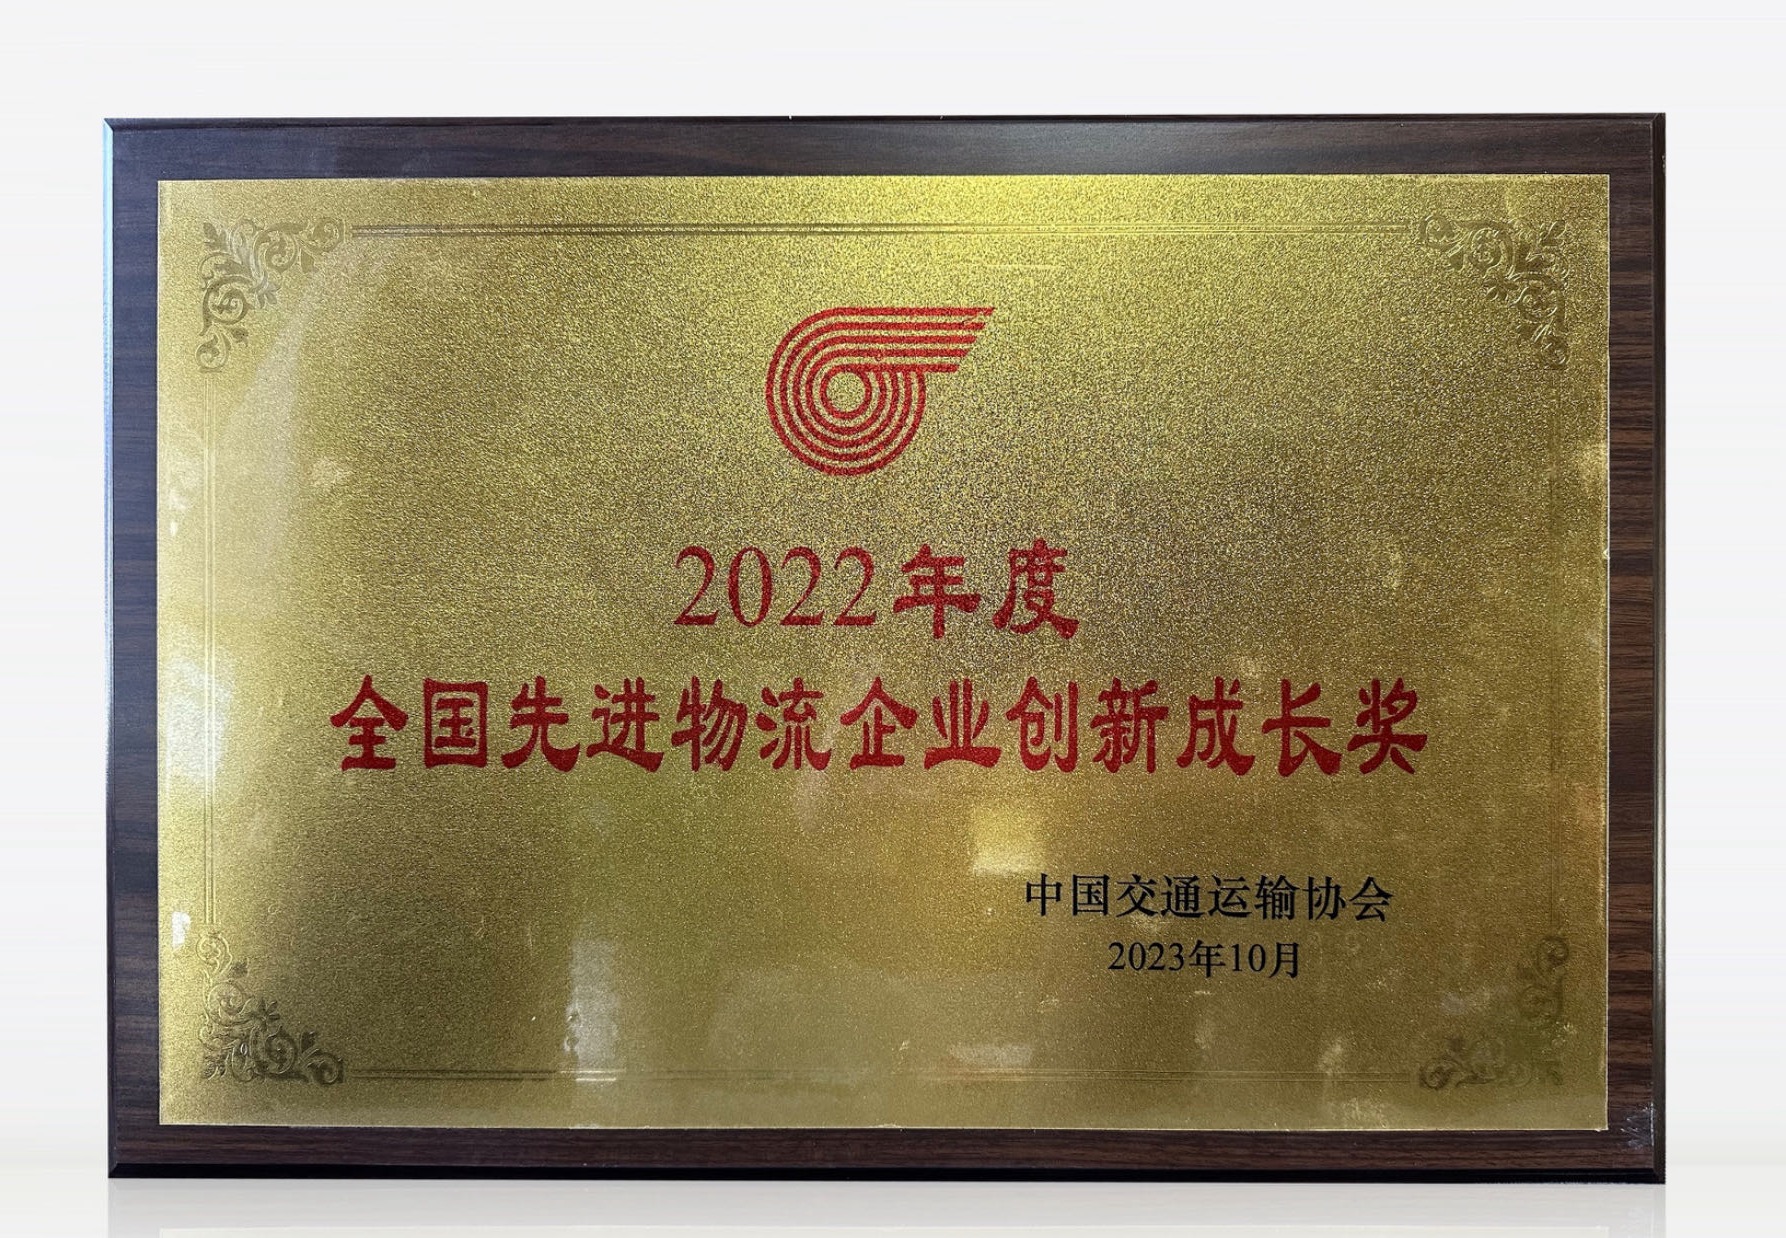 2022年度
全国先进物流企业创新成长奖
中国交通运输协会
2023年10月